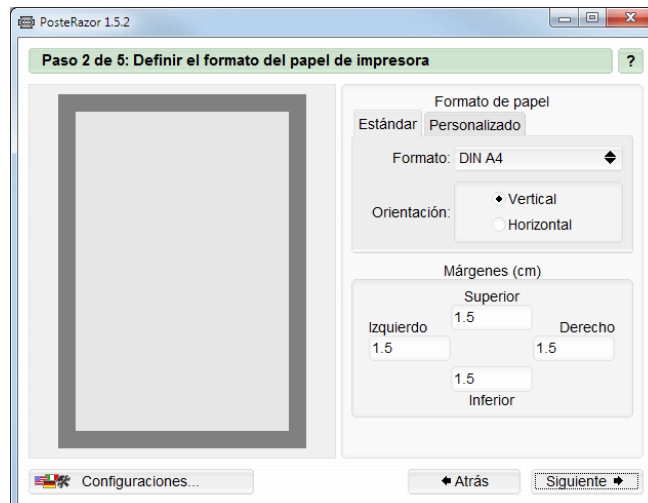 PosteRazor 1.5.2
Paso 2 de 5: Definir el formato del papel de impresora
?
Formato de papel
Estándar Personalizado
Formato: DIN A4
Orientación:
Vertical
Horizontal
Márgenes (cm)
Superior
1.5
Izquierdo
1.5
Derecho
1.5
1.5
Inferior
Configuraciones...
Atrás
Siguiente